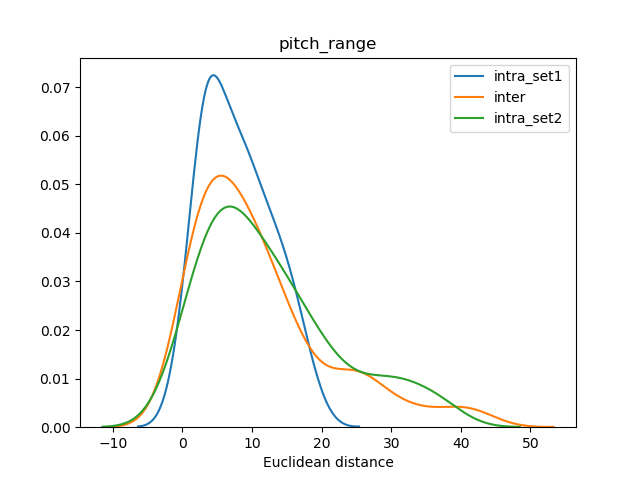 pitch_range
intra_set1
inter
intra_set2
0.07
0.06
0.05
0.04
0.03
0.02
0.01
0.00
−10 0 10 20 30 40 50
Euclidean distance